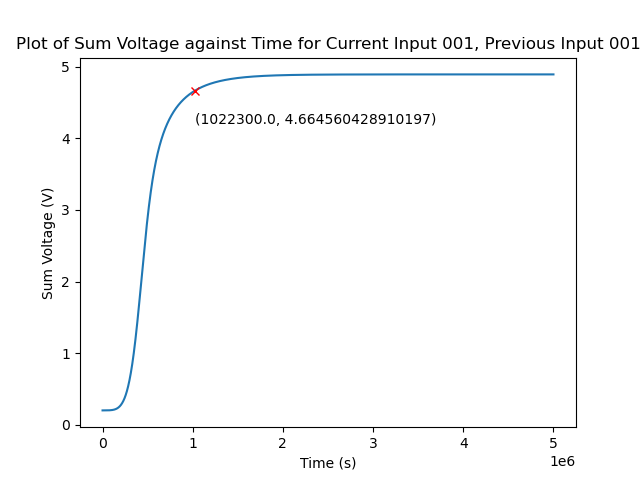 Plot of Sum Voltage against Time for Current Input 001, Previous Input 001
5
4
3
2
1
0
Sum Voltage (V)
(1022300.0, 4.664560428910197)
0 1 2 3 4 5
1e6
Time (s)